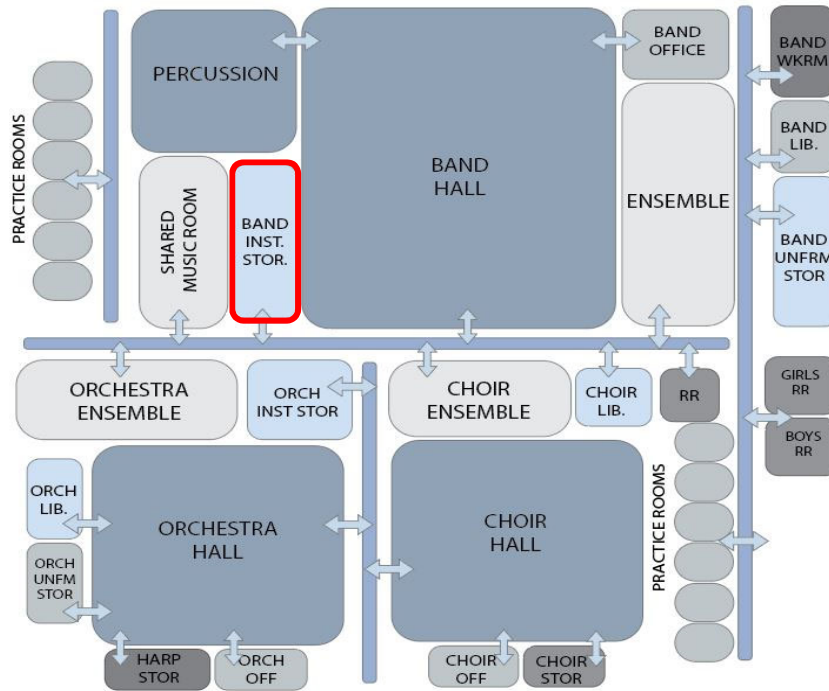 PERCUSSION
BAND
OFFICE
BAND
WKRM
PRACTICE ROOMS
BAND
HALL
BAND
LIB.
SHARED
MUSIC ROOM
BAND
INST.
STOR.
ENSEMBLE
BAND
UNFRM
STOR
ORCHESTRA
ENSEMBLE
ORCH
INST STOR
CHOIR
ENSEMBLE
CHOIR
LIB.
RR
GIRLS
RR
BOYS
RR
ORCH
LIB.
ORCHESTRA
HALL
CHOIR
HALL
PRACTICE ROOMS
ORCH
UNFM
STOR
HARP
STOR
ORCH
OFF
CHOIR
OFF
CHOIR
STOR